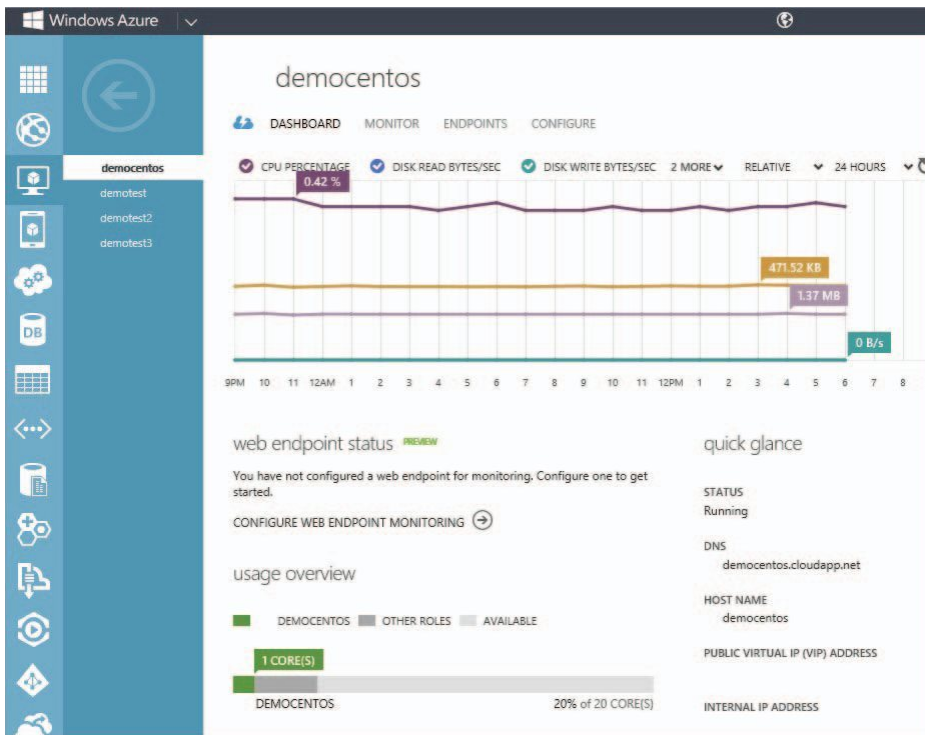 Windows Azure
democentos
DASHBOARD MONITOR ENDPOINTS CONFIGURE
democentos
demotest
demotest2
demotest3
CPU PERCENTAGE DISK READ BYTES/SEC DISK WRITE BYTES/SEC 2 MORE RELATIVE 24 HOURS
0.42 %
471.52 KB
1.37 MB
0 B/s
9PM 10 11 12AM 1 2 3 4 5 6 7 8 9 10 11 12PM 1 2 3 4 5 6 7 8
DB
web endpoint status PREVIEW
You have not configured a web endpoint for monitoring. Configure one to get
started.
CONFIGURE WEB ENDPOINT MONITORING
usage overview
DEMOCENTOS OTHER ROLES AVAILABLE
1 CORE(S)
DEMOCENTOS 20% of 20 CORE(S)
quick glance
STATUS
Running
DNS
democentos.cloudapp.net
HOST NAME
democentos
PUBLIC VIRTUAL IP (VIP) ADDRESS
INTERNAL IP ADDRESS